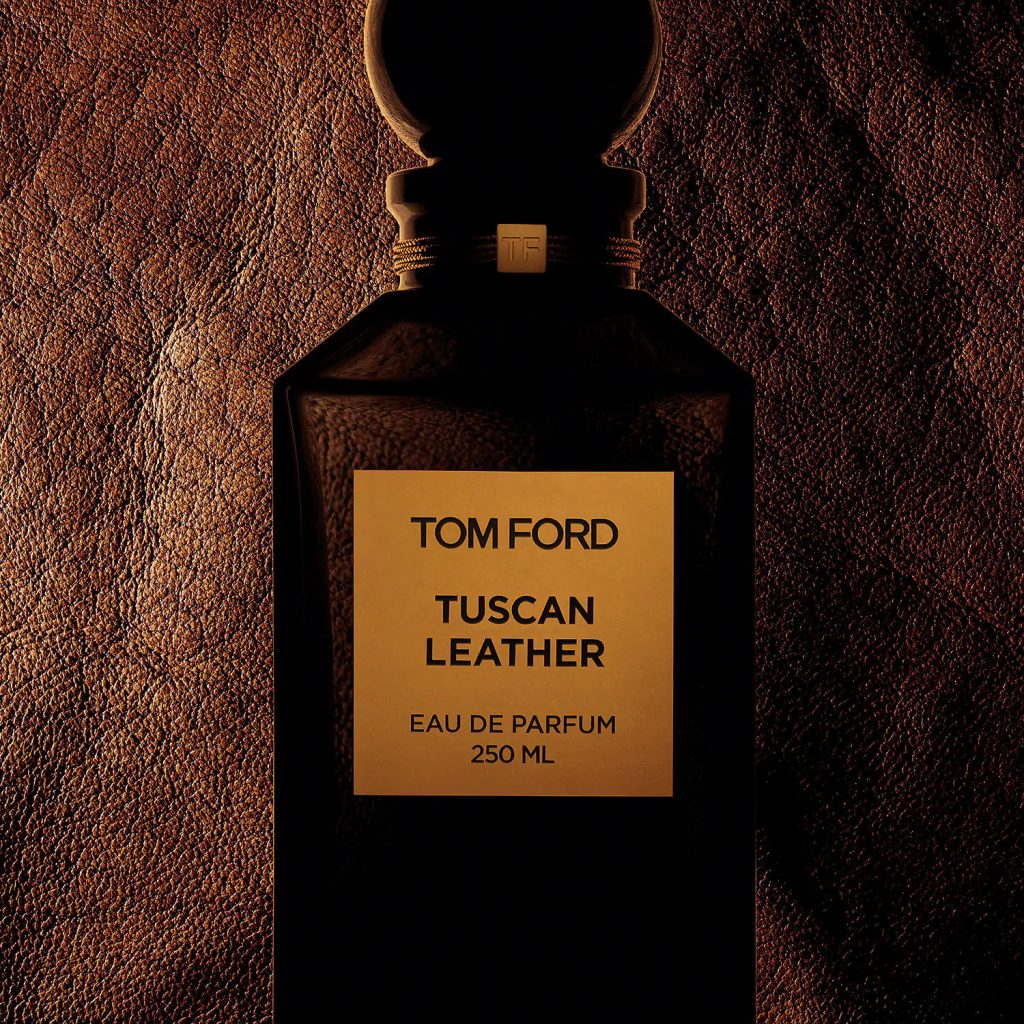 TF
TOM FORD
TUSCAN
LEATHER
EAU DE PARFUM
250 ML